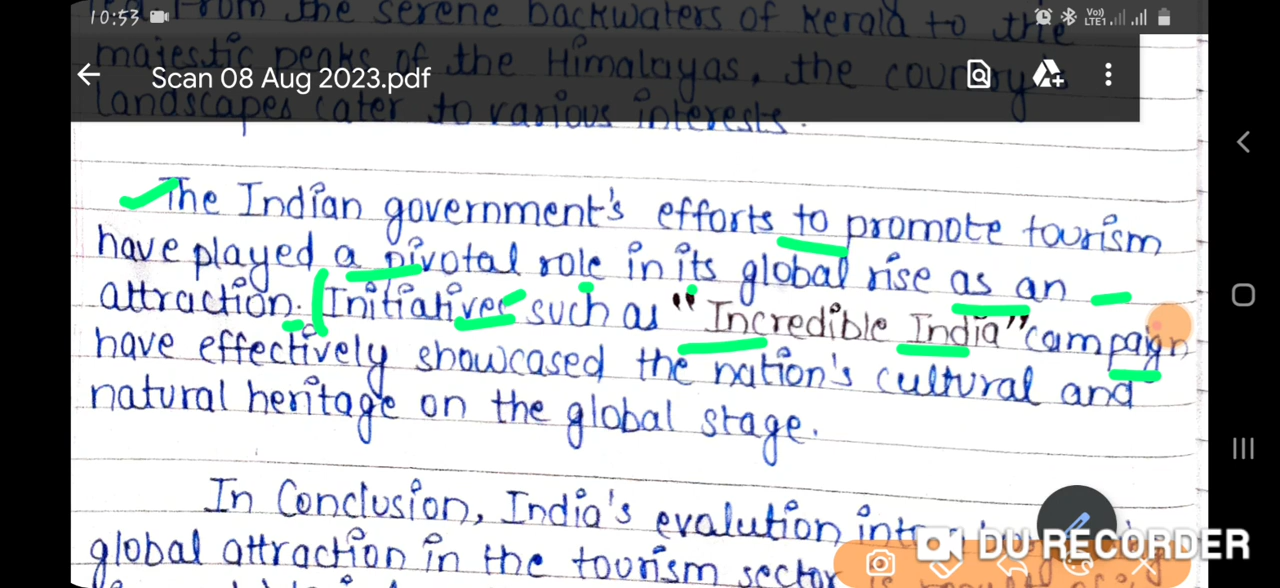 10:53
Vo))
LTE1
From the serene backwaters of Kerala to the
majestic peaks of the Himalayas, the country's
Scan 08 Aug 2023.pdf
landscapes cater to various interests.
The Indian government's efforts to promote tourism
have played a pivotal role in its global rise as an
attraction. Initiatives such as "Incredible India" campaign
have effectively showcased the nation's cultural and
natural heritage on the global stage.
In Conclusion, India's evalution
global attraction in the tourism sector
DU RECORDER